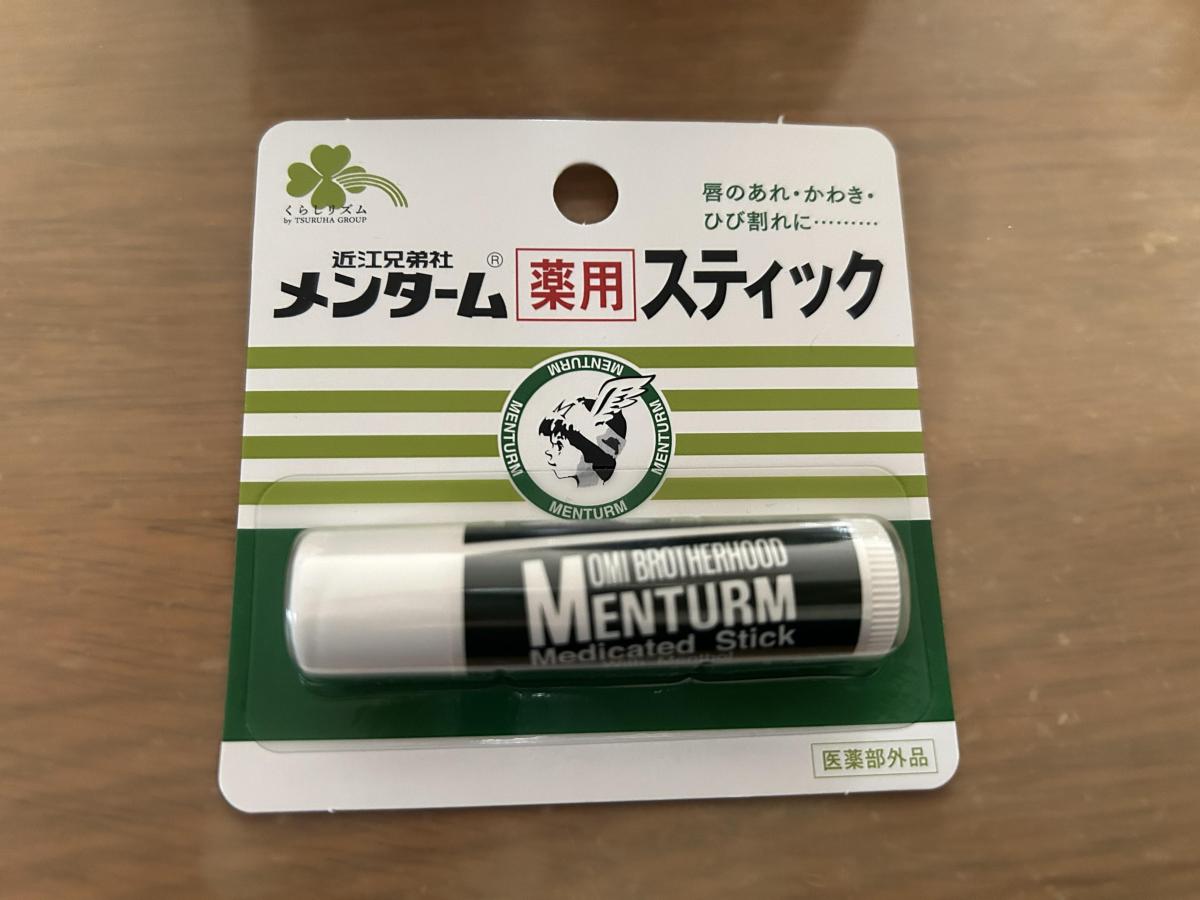 くらしリズム
by TSURUHA GROUP
唇のあれ・かわき・
ひび割れに………
近江兄弟社
メンターム® 薬用 スティック
MENTURM
MENTURM
MENTURM
MENTURM
OMI BROTHERHOOD
MENTURM
Medicated Stick
医薬部外品